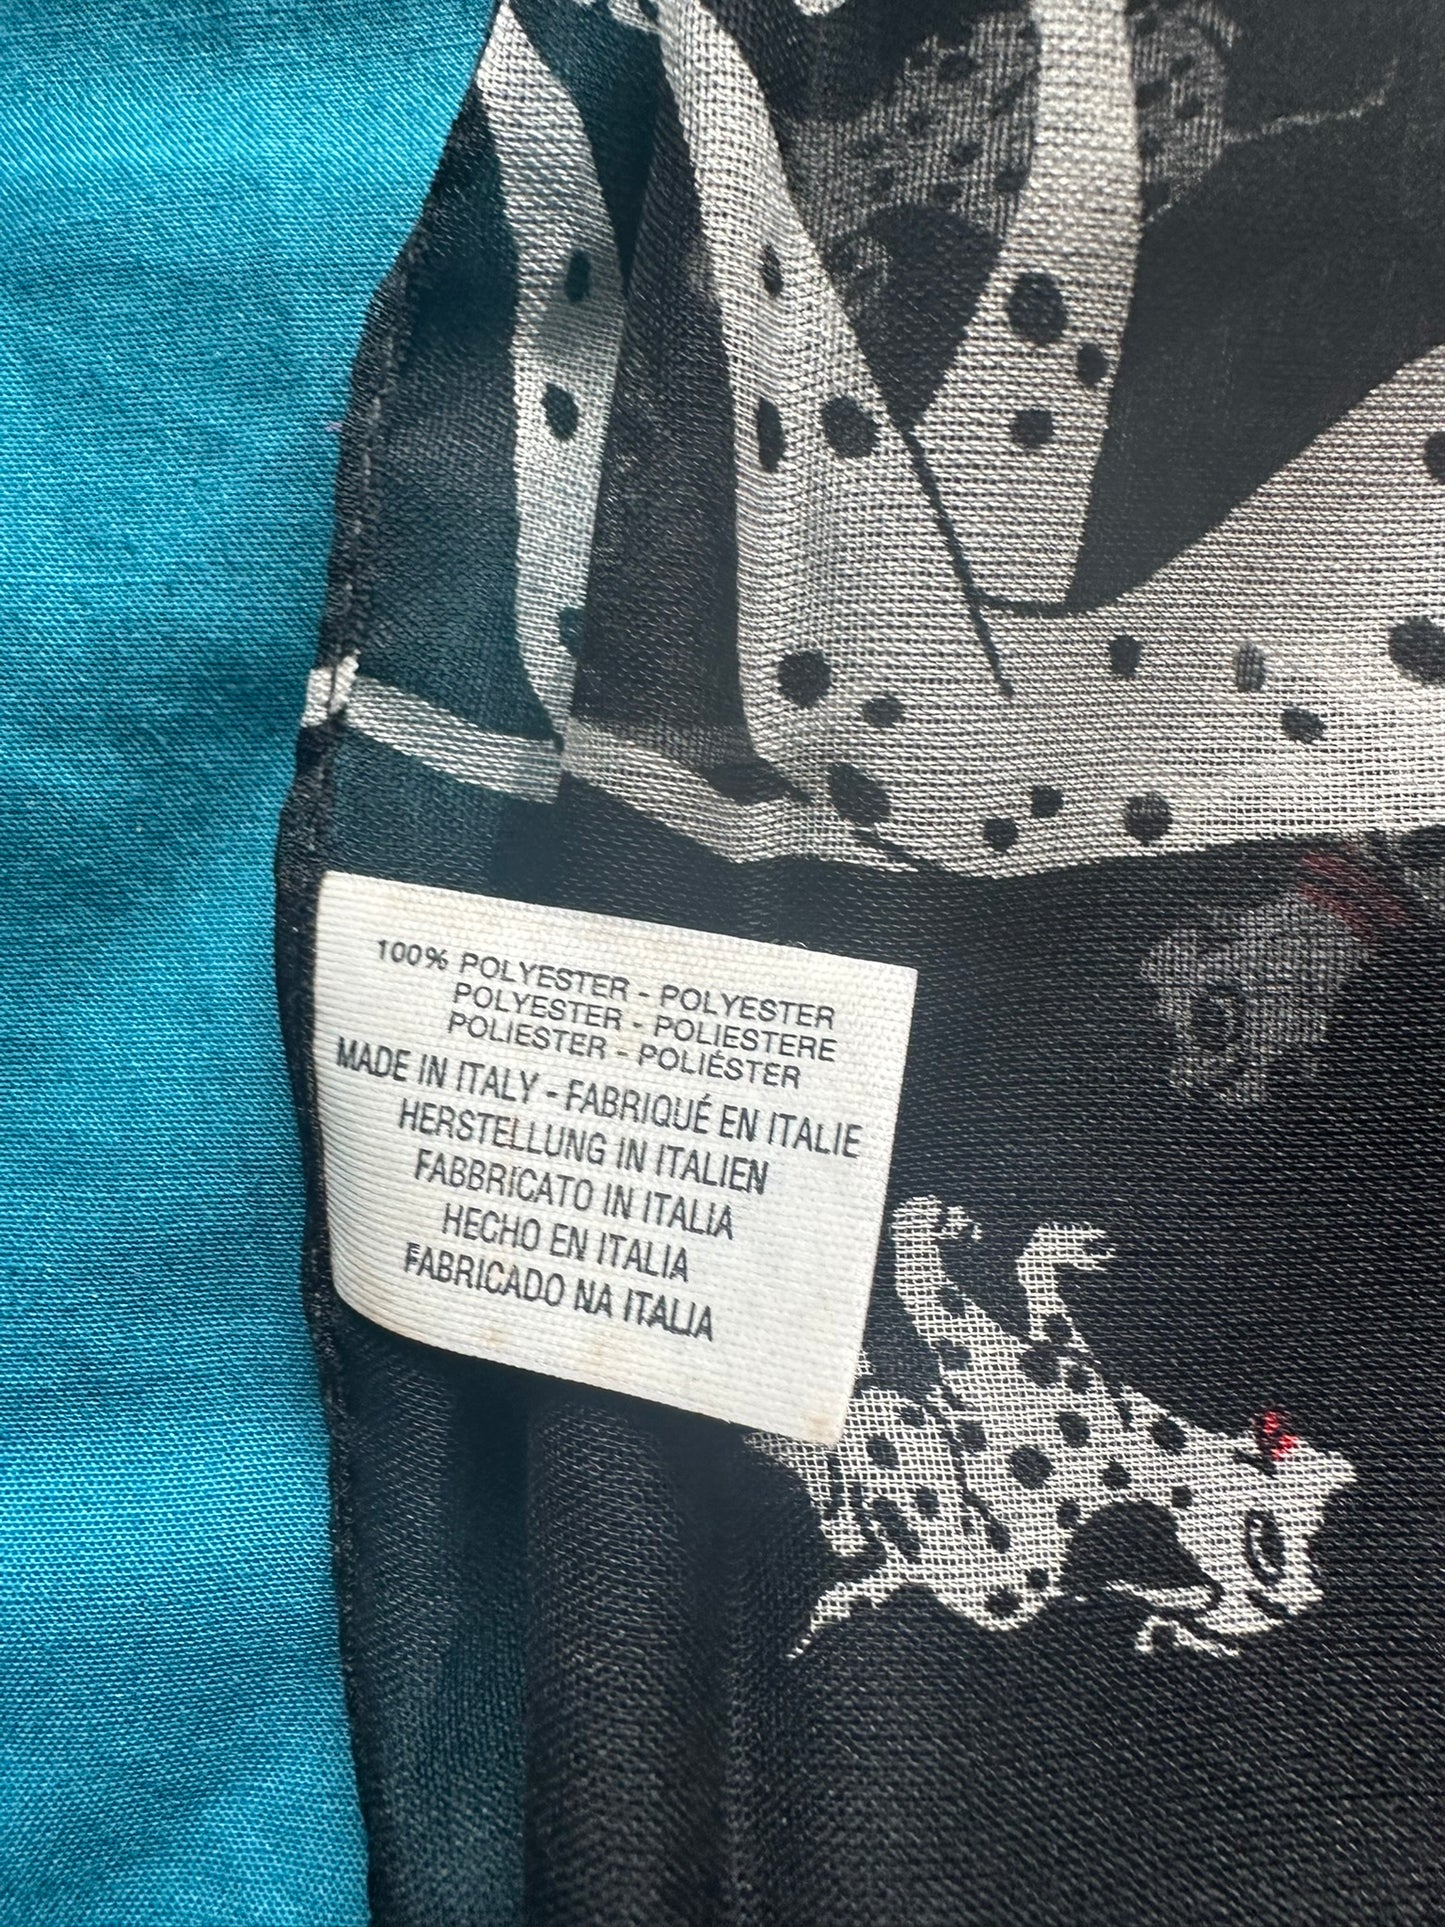 100% POLYESTER - POLYESTER
POLYESTER - POLIESTERE
POLIESTER - POLIÉSTER
MADE IN ITALY - FABRIQUÉ EN ITALIE
HERSTELLUNG IN ITALIEN
FABBRICATO IN ITALIA
HECHO EN ITALIA
FABRICADO NA ITALIA